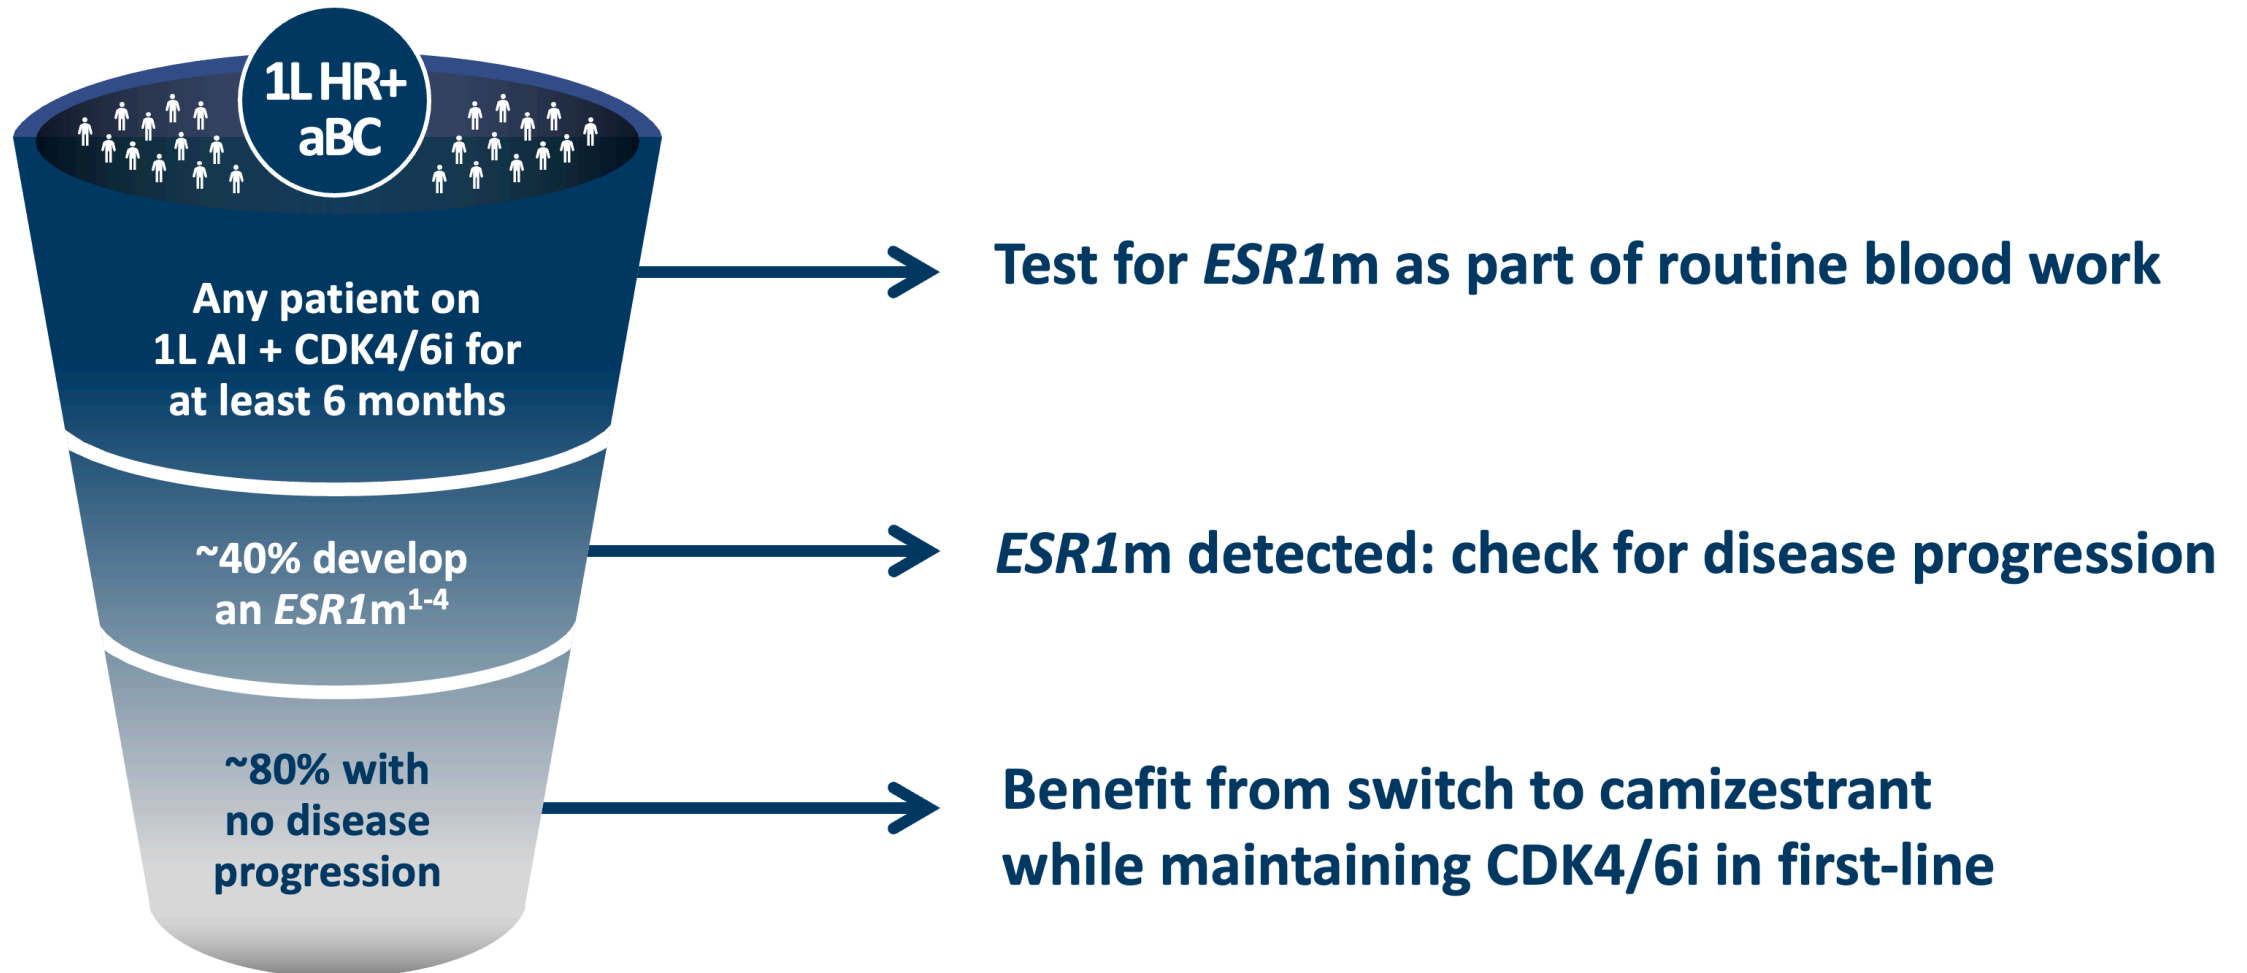 1L HR+
aBC
Any patient on
1L AI + CDK4/6i for
at least 6 months
Test for ESR1m as part of routine blood work
~40% develop
an ESR1m¹⁻⁴
ESR1m detected: check for disease progression
~80% with
no disease
progression
Benefit from switch to camizestrant
while maintaining CDK4/6i in first-line